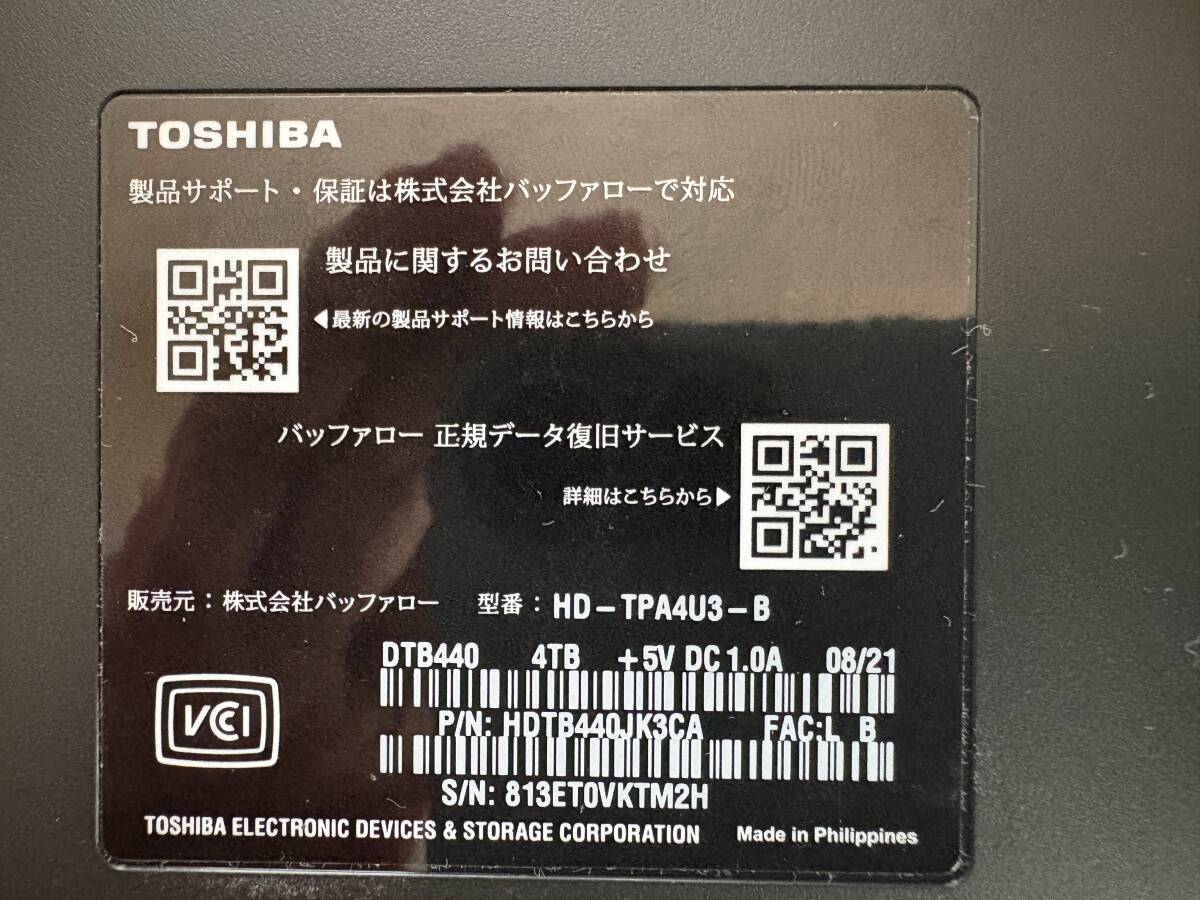 TOSHIBA
製品サポート・保証は株式会社バッファローで対応
製品に関するお問い合わせ
◀最新の製品サポート情報はこちらから
バッファロー 正規データ復旧サービス
詳細はこちらから▶
販売元：株式会社バッファロー 型番：HD-TPA4U3-B
DTB440 4TB +5V DC 1.0A 08/21
P/N: HDTB440JK3CA FAC:L B
S/N: 813ET0VKTM2H
VCCI
TOSHIBA ELECTRONIC DEVICES & STORAGE CORPORATION Made in Philippines